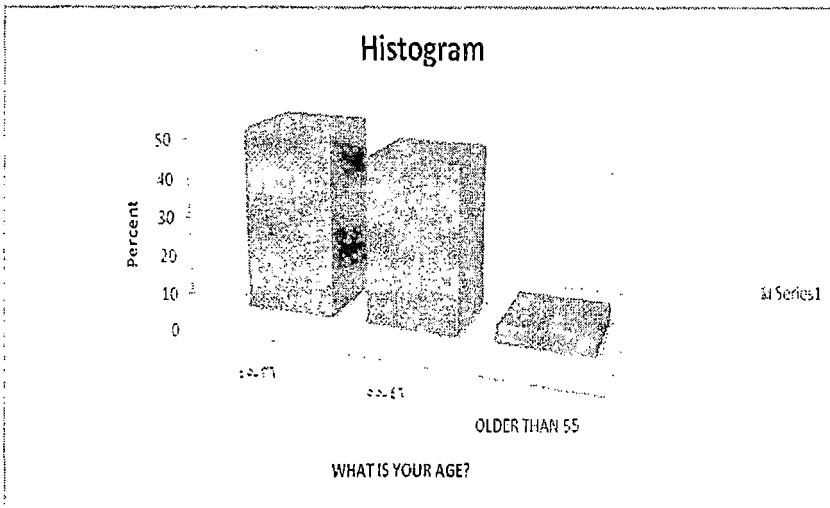 Histogram
50
40
30
20
10
0
Percent
Series1
OLDER THAN 55
WHAT IS YOUR AGE?